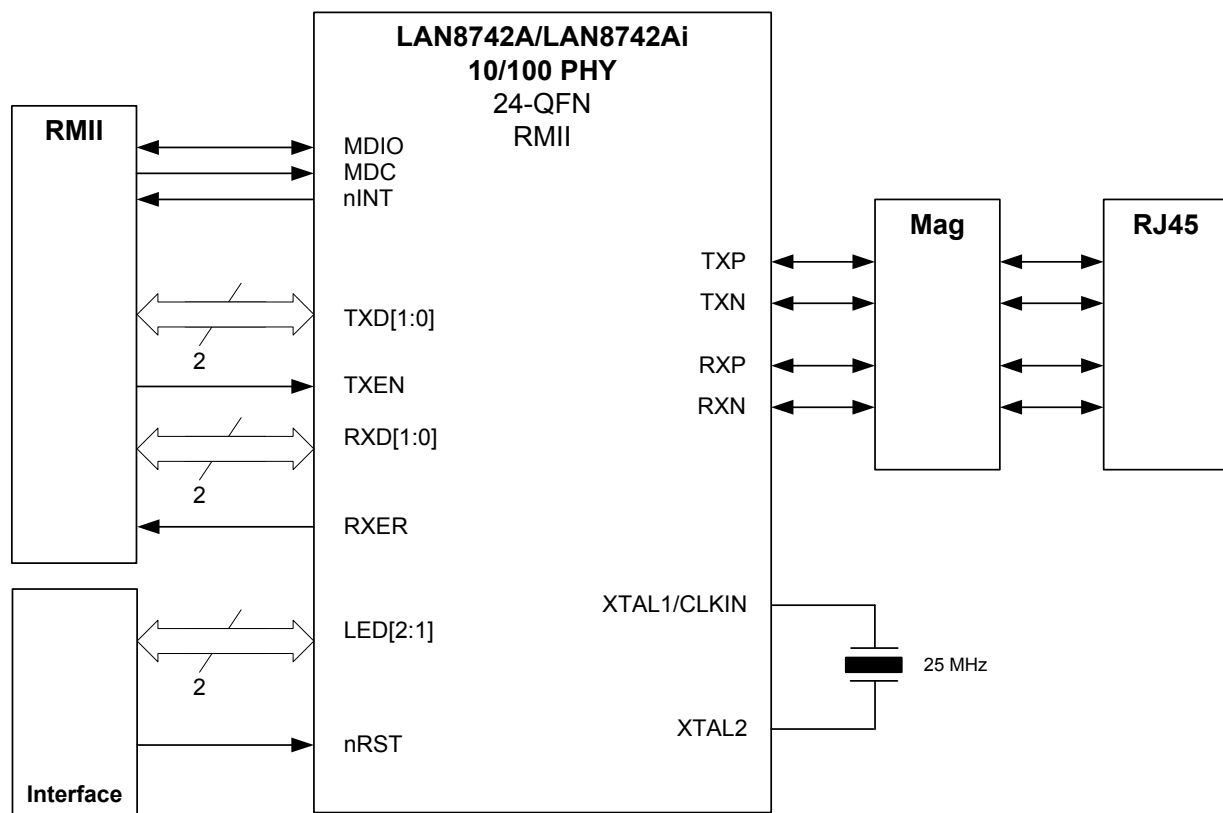 LAN8742A/LAN8742Ai
10/100 PHY
24-QFN
RMII
RMII
MDIO
MDC
nINT
TXD[1:0]
2
TXEN
RXD[1:0]
2
RXER
LED[2:1]
2
nRST
Interface
TXP
TXN
RXP
RXN
Mag
RJ45
XTAL1/CLKIN
25 MHz
XTAL2